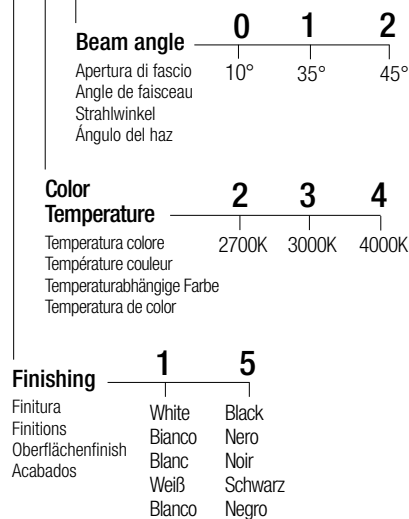 Beam angle 0 1 2
Apertura di fascio 10° 35° 45°
Angle de faisceau
Strahlwinkel
Ángulo del haz
Color
Temperature 2 3 4
Temperatura colore 2700K 3000K 4000K
Température couleur
Temperaturabhängige Farbe
Temperatura de color
Finishing 1 5
Finitura White Black
Finitions Bianco Nero
Oberflächenfinish Blanc Noir
Acabados Weiß Schwarz
Blanco Negro